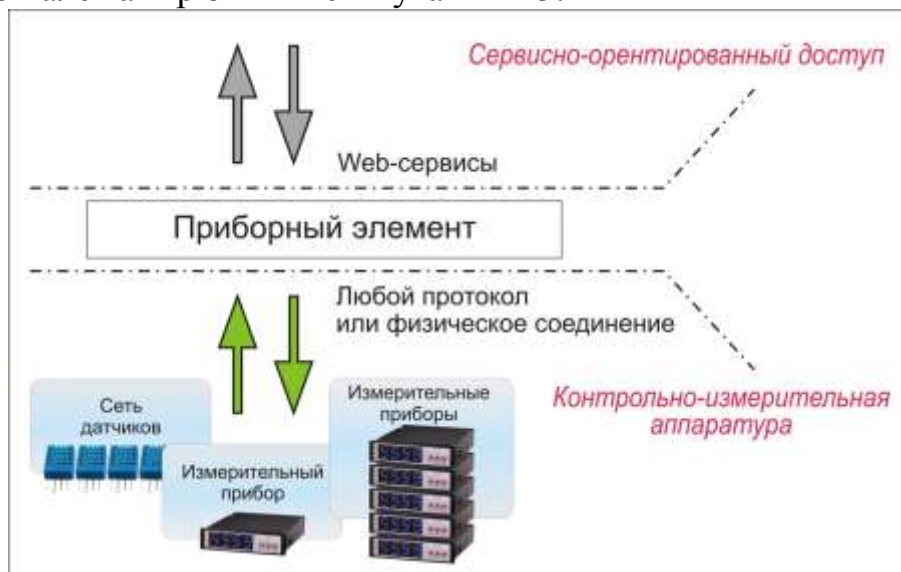 Сервисно-орентированный доступ
Web-сервисы
Приборный элемент
Любой протокол
или физическое соединение
Сеть
датчиков
Измерительный
прибор
Измерительные
приборы
Контрольно-измерительная
аппаратура